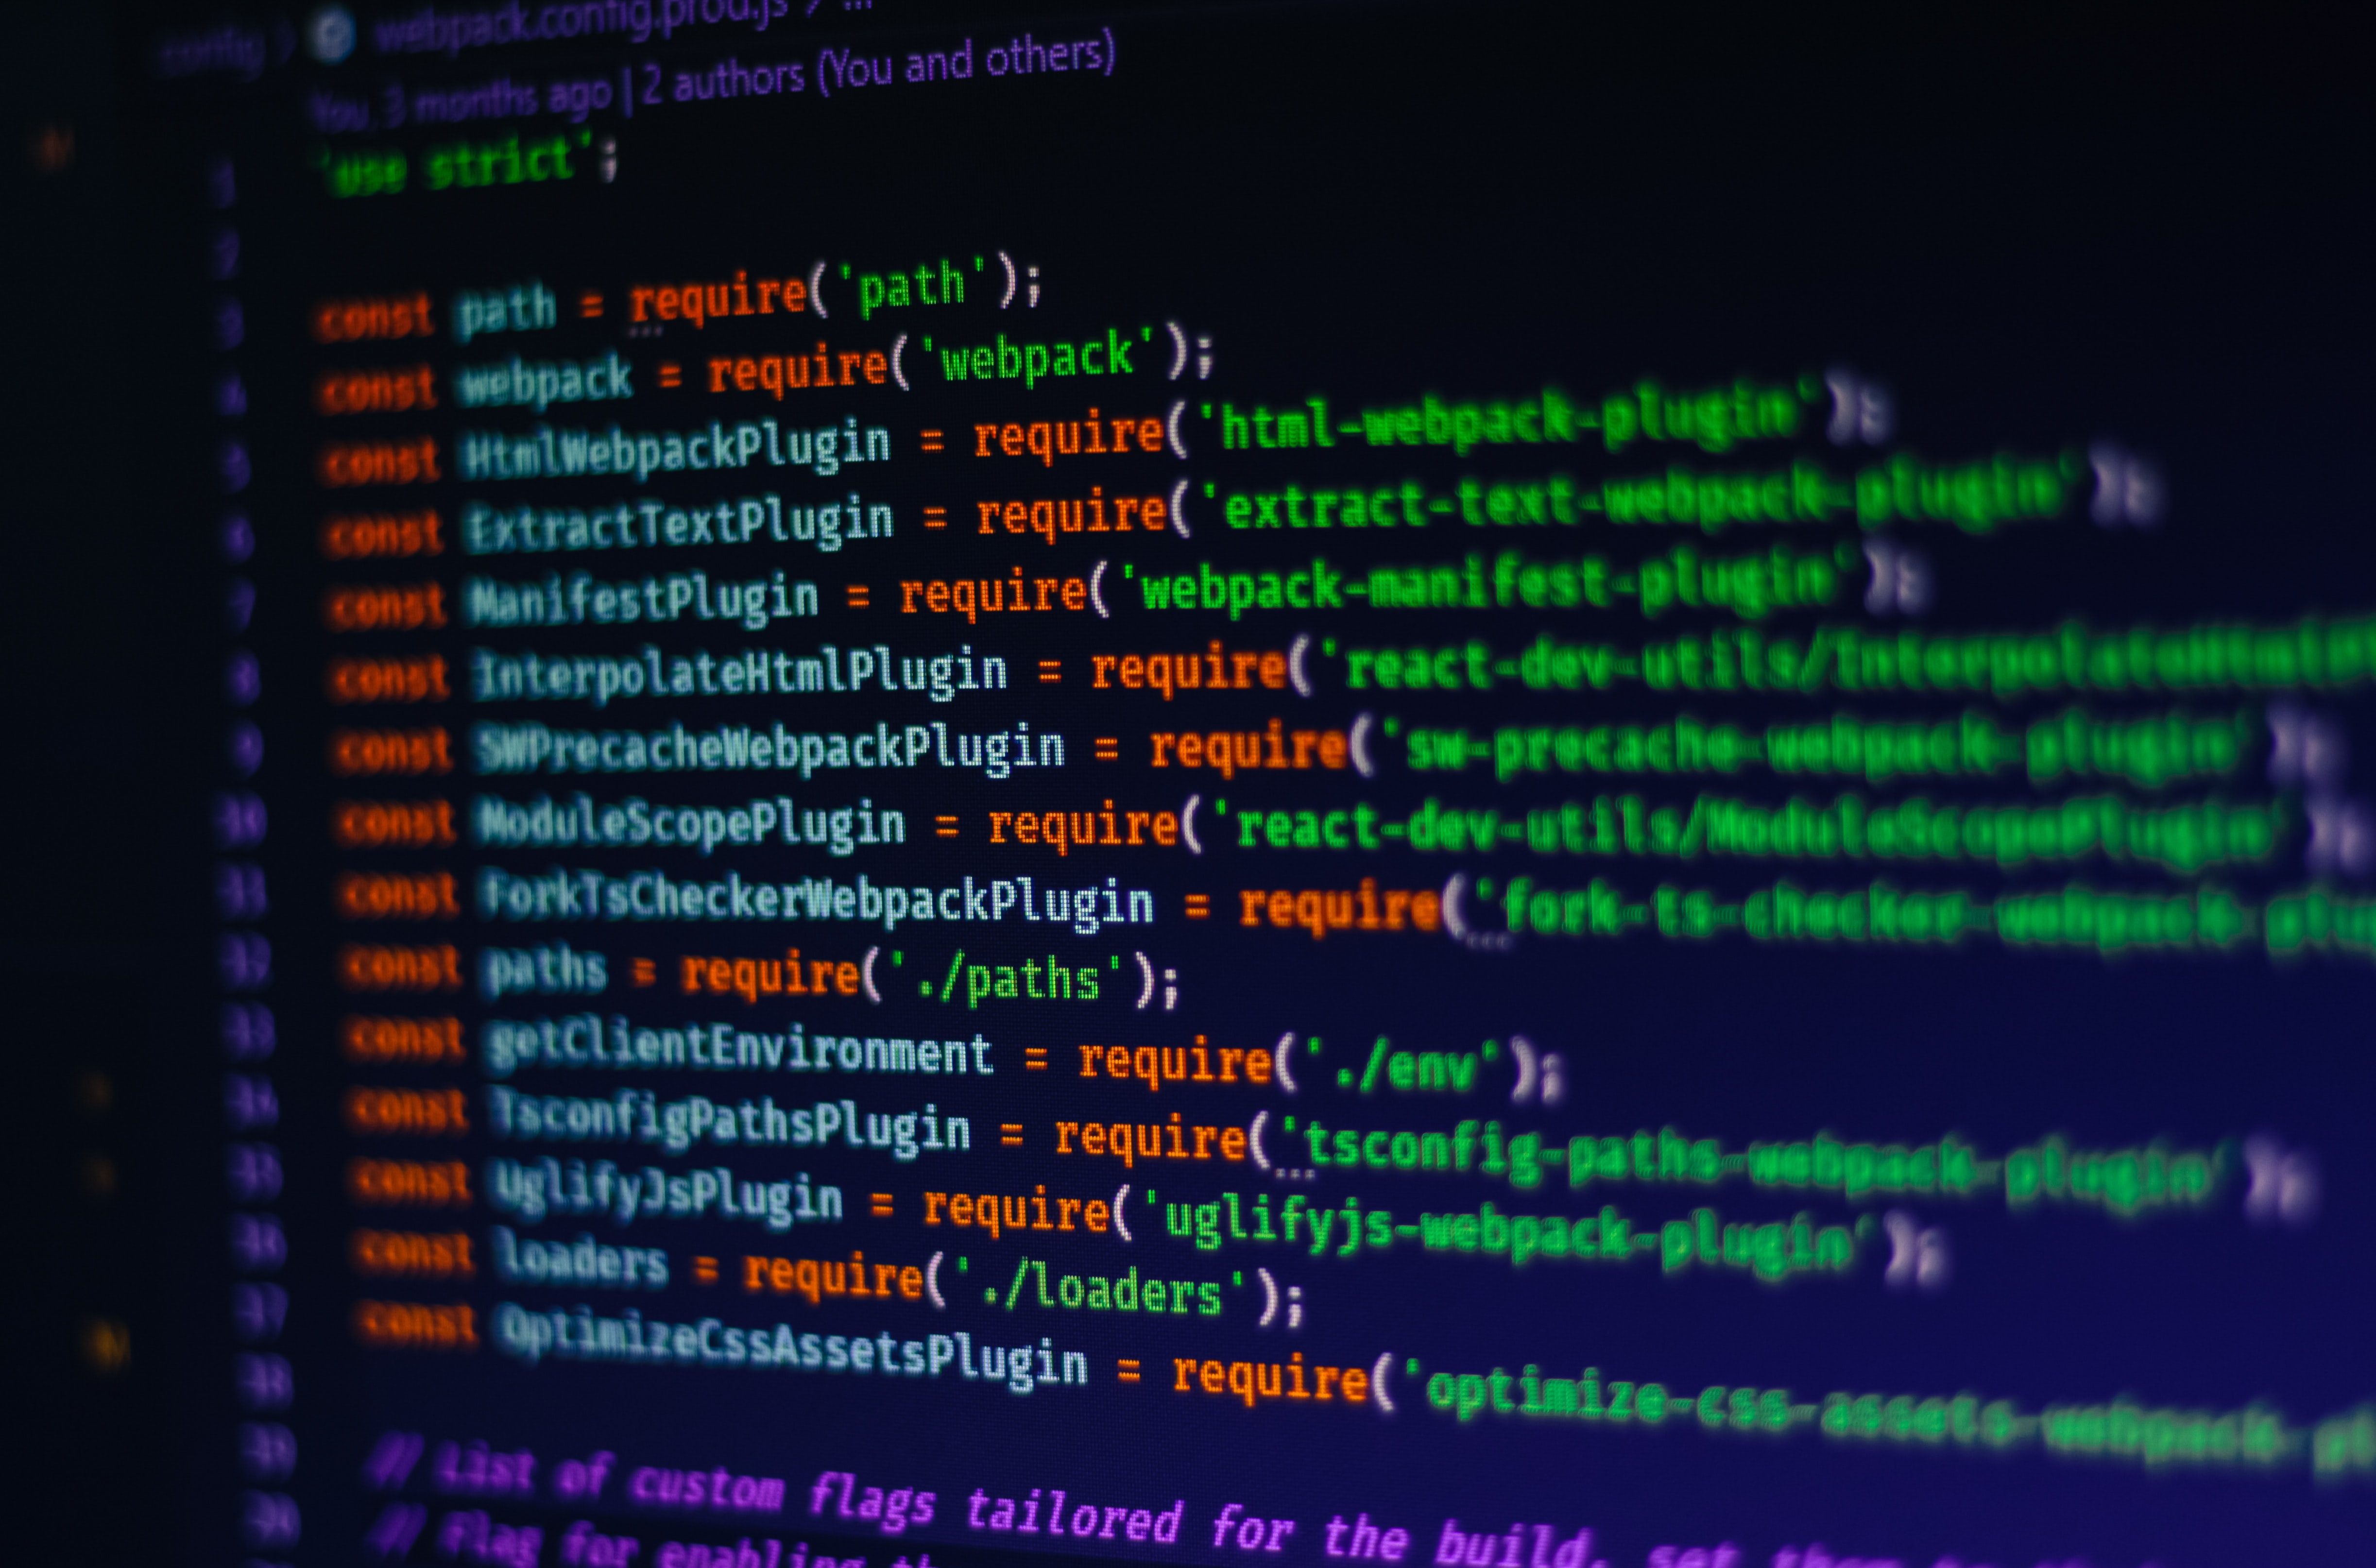 config › webpack.config.prod.js › ...
You, 3 months ago | 2 authors (You and others)
1 'use strict';
2
3 const path = require('path');
4 const webpack = require('webpack');
5 const HtmlWebpackPlugin = require('html-webpack-plugin');
6 const ExtractTextPlugin = require('extract-text-webpack-plugin');
7 const ManifestPlugin = require('webpack-manifest-plugin');
8 const InterpolateHtmlPlugin = require('react-dev-utils/InterpolateHtmlP
9 const SWPrecacheWebpackPlugin = require('sw-precache-webpack-plugin');
10 const ModuleScopePlugin = require('react-dev-utils/ModuleScopePlugin');
11 const ForkTsCheckerWebpackPlugin = require('fork-ts-checker-webpack-plug
12 const paths = require('./paths');
13 const getClientEnvironment = require('./env');
14 const TsconfigPathsPlugin = require('tsconfig-paths-webpack-plugin');
15 const UglifyJsPlugin = require('uglifyjs-webpack-plugin');
16 const loaders = require('./loaders');
17 const OptimizeCssAssetsPlugin = require('optimize-css-assets-webpack-pl
18
19 // List of custom flags tailored for the build, set them to
20 // Flag for enabling